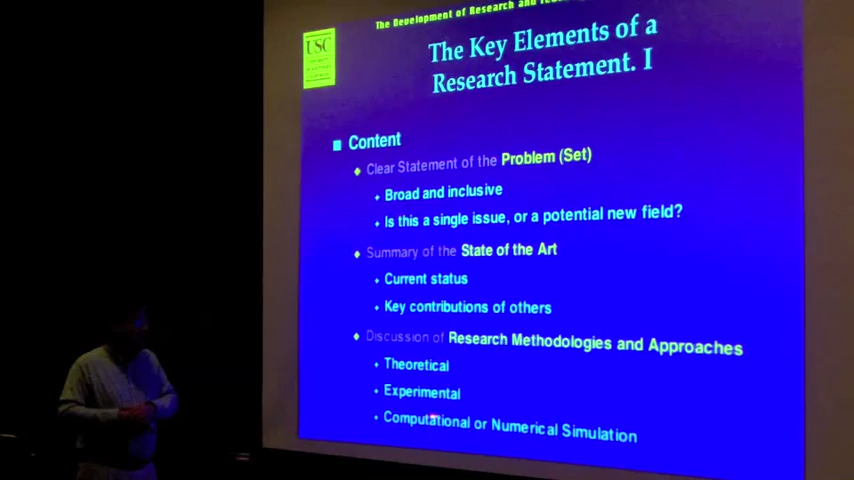 The Development of Research and
USC
The Key Elements of a
Research Statement. I
Content
Clear Statement of the Problem (Set)
Broad and inclusive
Is this a single issue, or a potential new field?
Summary of the State of the Art
Current status
Key contributions of others
Discussion of Research Methodologies and Approaches
Theoretical
Experimental
Computational or Numerical Simulation